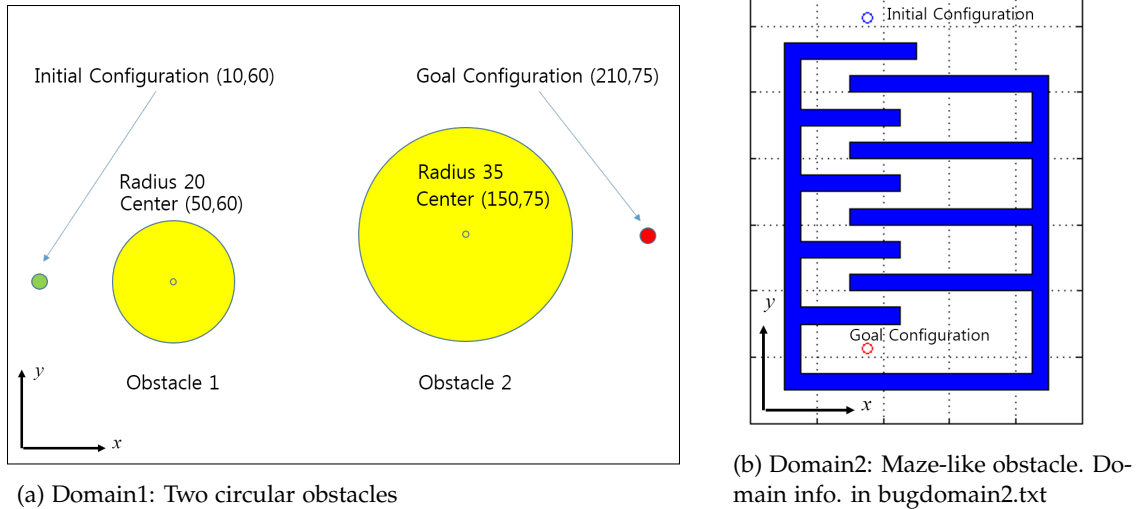 Initial Configuration (10,60)
Goal Configuration (210,75)
Radius 20
Center (50,60)
Radius 35
Center (150,75)
Obstacle 1
Obstacle 2
y
x
(a) Domain1: Two circular obstacles
Initial Configuration
Goal Configuration
y
x
(b) Domain2: Maze-like obstacle. Do-
main info. in bugdomain2.txt